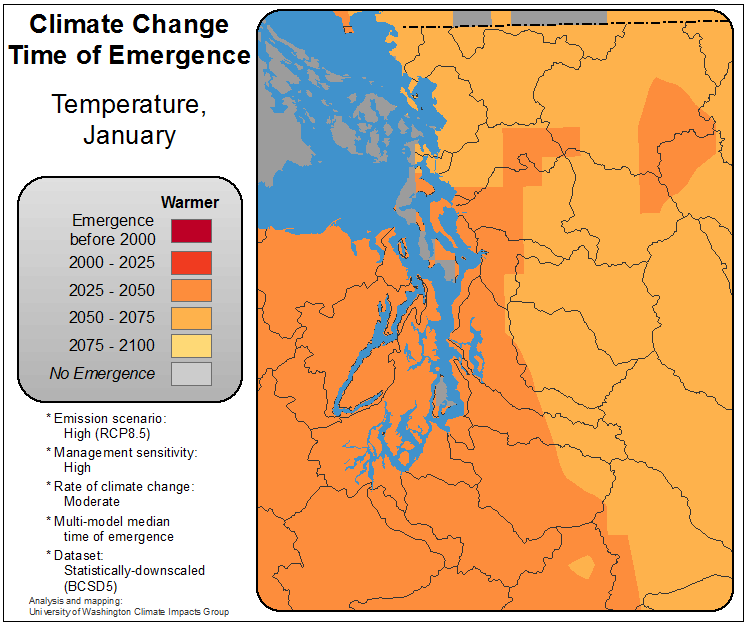 Climate Change
Time of Emergence
Temperature,
January
Warmer
Emergence
before 2000
2000 - 2025
2025 - 2050
2050 - 2075
2075 - 2100
No Emergence
* Emission scenario:
High (RCP8.5)
* Management sensitivity:
High
* Rate of climate change:
Moderate
* Multi-model median
time of emergence
* Dataset:
Statistically-downscaled
(BCSD5)
Analysis and mapping:
University of Washington Climate Impacts Group